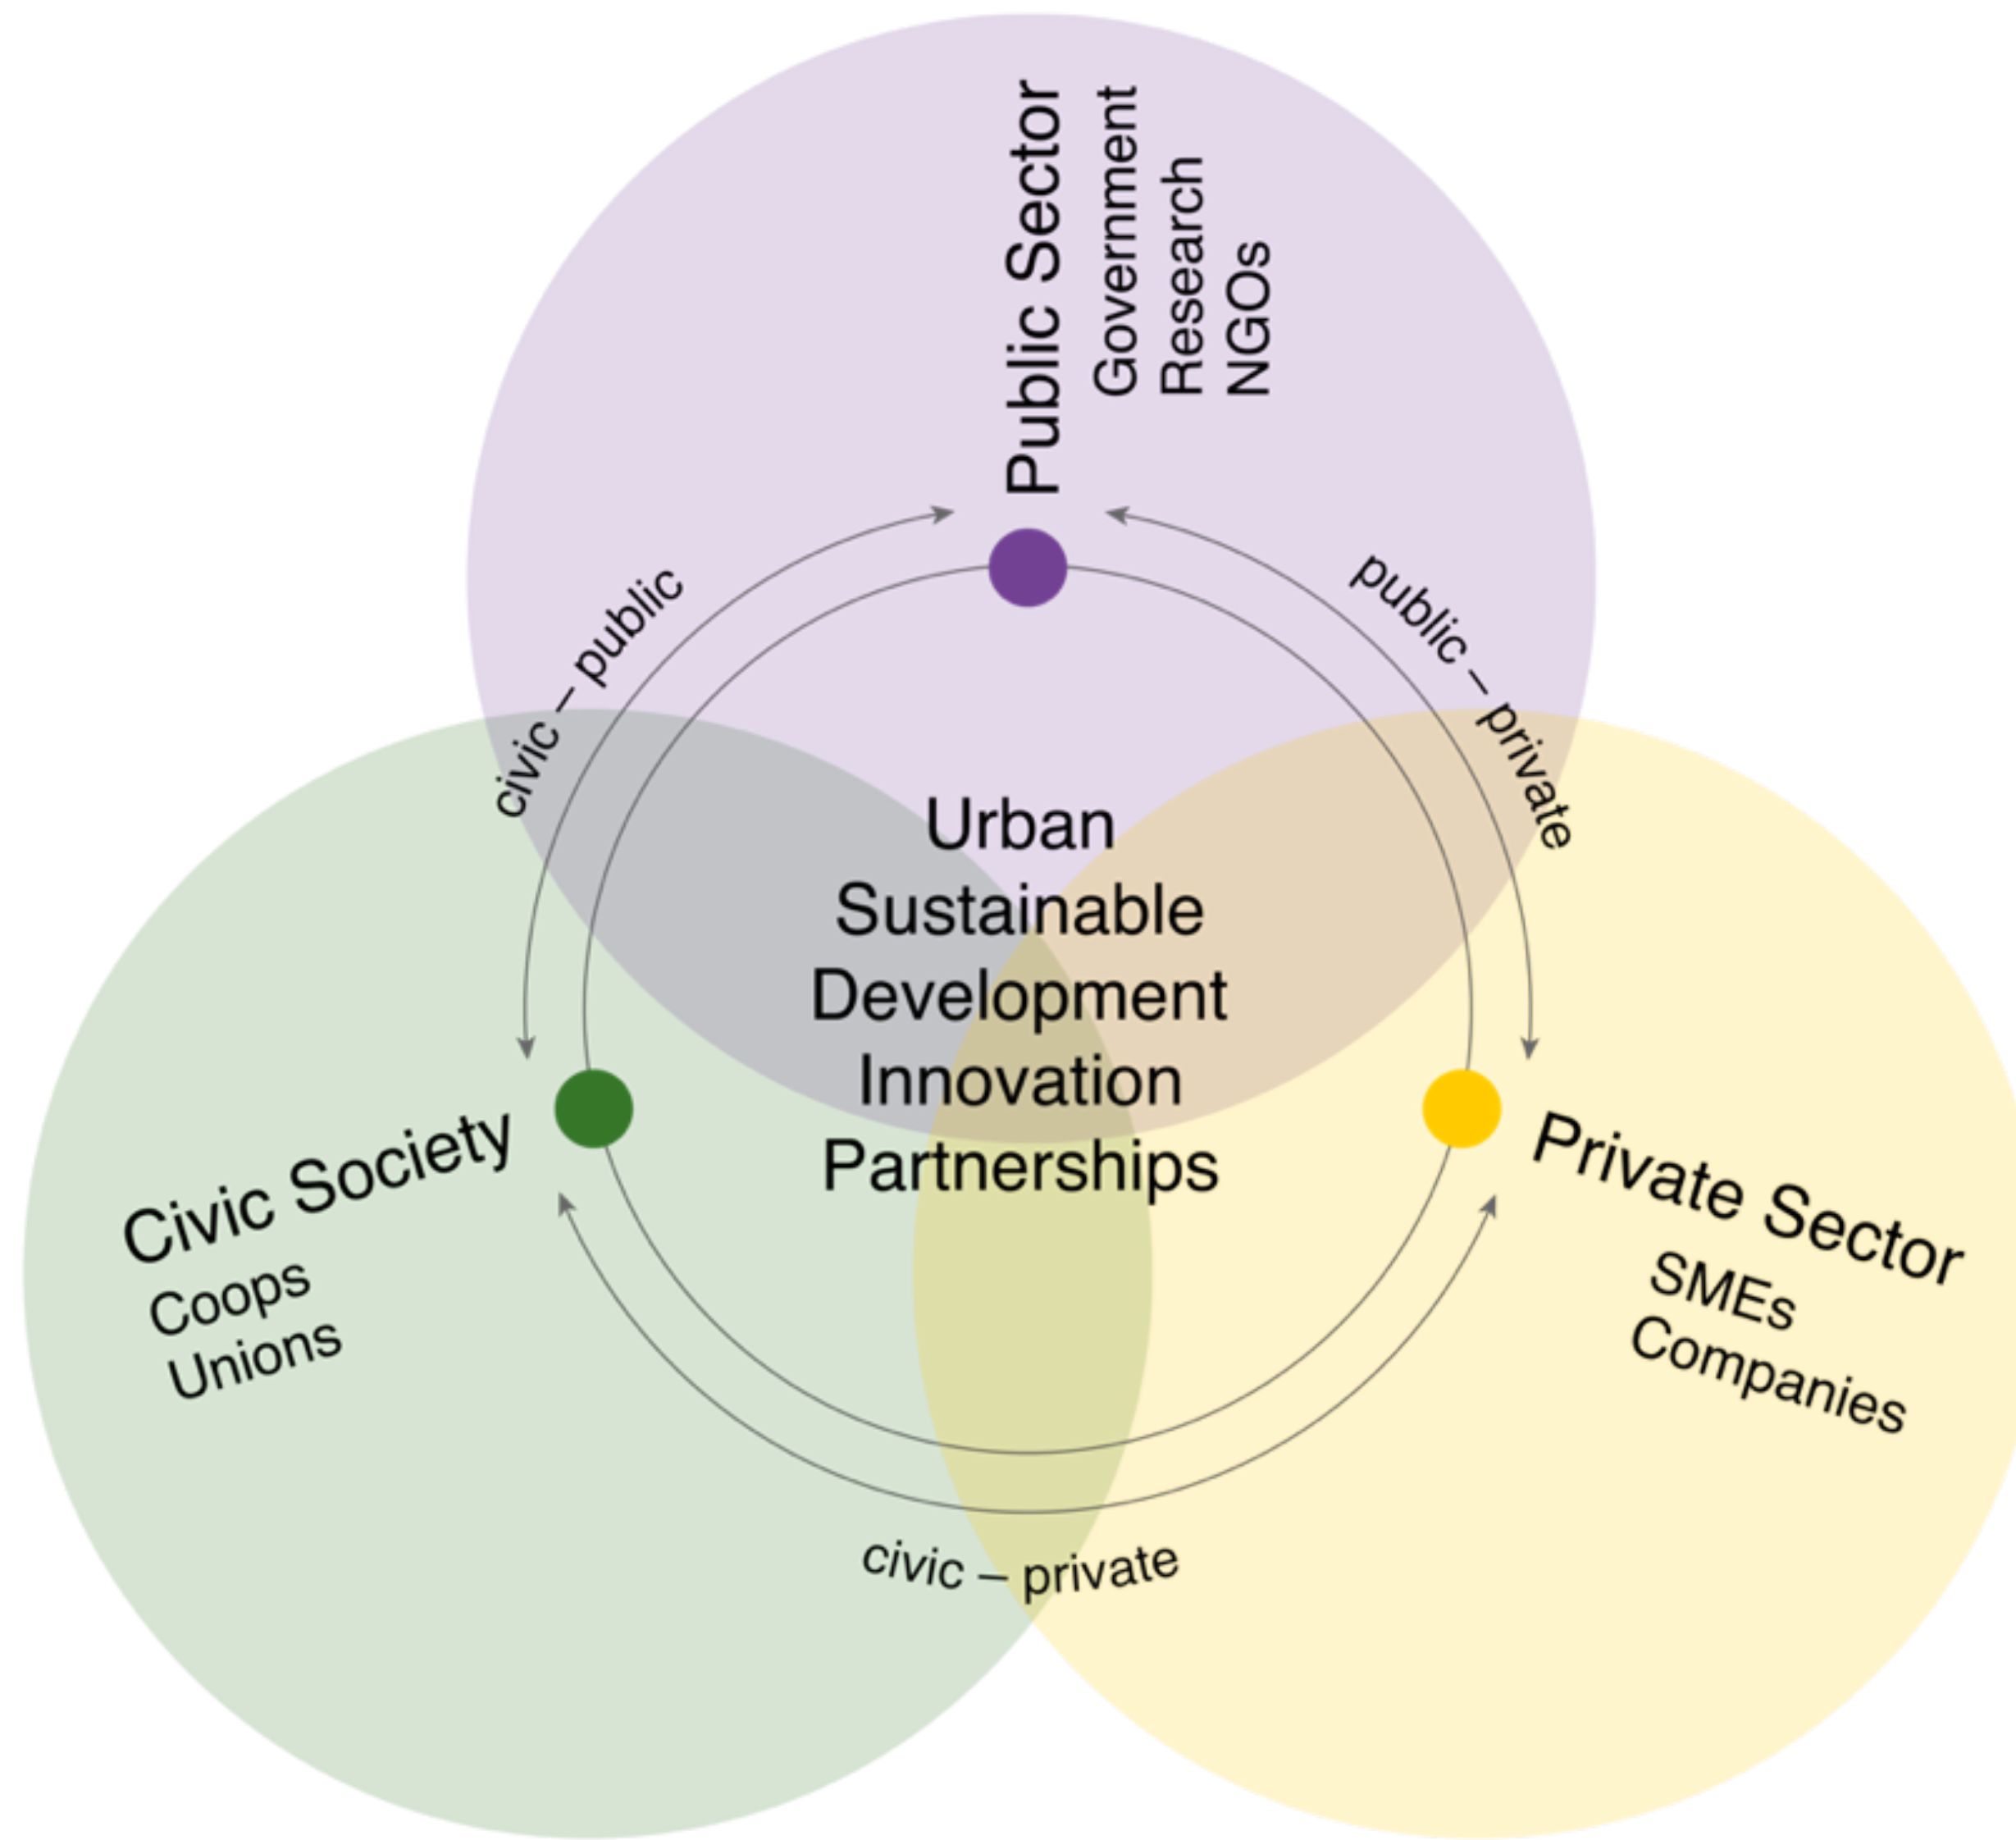 Public Sector
Government
Research
NGOs
civic – public
public – private
Urban
Sustainable
Development
Innovation
Partnerships
Civic Society
Coops
Unions
Private Sector
SMEs
Companies
civic – private